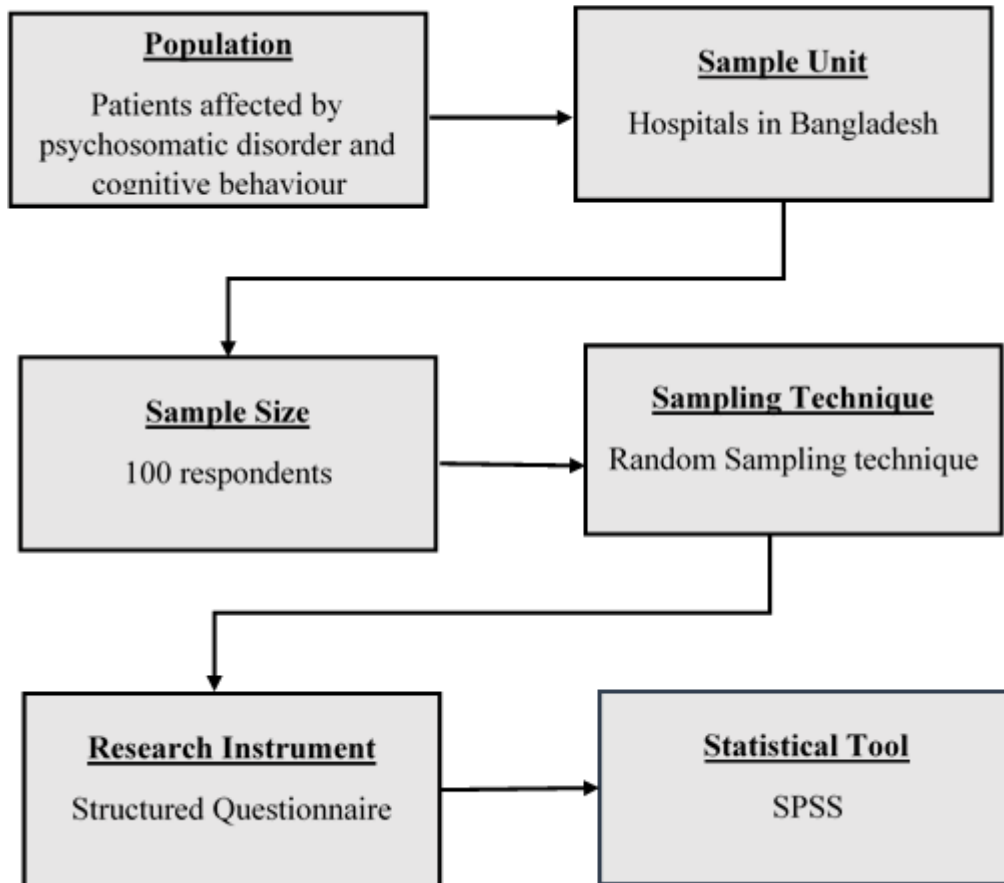 Population
Patients affected by
psychosomatic disorder and
cognitive behaviour
Sample Unit
Hospitals in Bangladesh
Sample Size
100 respondents
Sampling Technique
Random Sampling technique
Research Instrument
Structured Questionnaire
Statistical Tool
SPSS